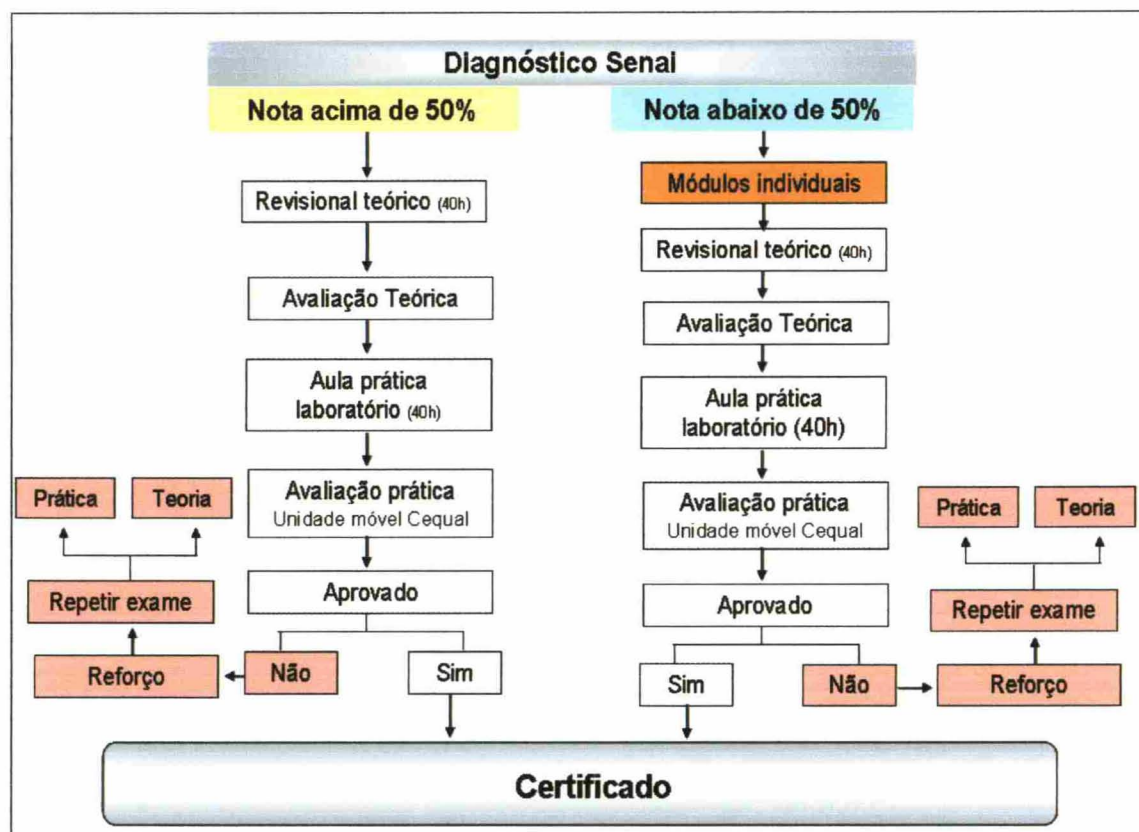 Diagnóstico Senai
Nota acima de 50%
Revisional teórico (40h)
Avaliação Teórica
Aula prática
laboratório (40h)
Avaliação prática
Unidade móvel Cequal
Aprovado
Não
Sim
Reforço
Repetir exame
Prática
Teoria
Nota abaixo de 50%
Módulos individuais
Revisional teórico (40h)
Avaliação Teórica
Aula prática
laboratório (40h)
Avaliação prática
Unidade móvel Cequal
Aprovado
Sim
Não
Reforço
Repetir exame
Prática
Teoria
Certificado